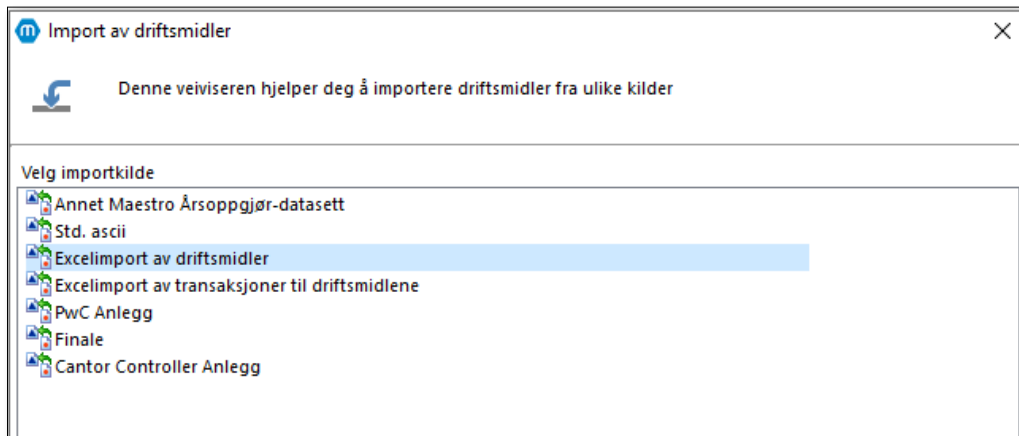 Import av driftsmidler
Denne veiviseren hjelper deg å importere driftsmidler fra ulike kilder
Velg importkilde
Annet Maestro Årsoppgjør-datasett
Std. ascii
Excelimport av driftsmidler
Excelimport av transaksjoner til driftsmidlene
PwC Anlegg
Finale
Cantor Controller Anlegg